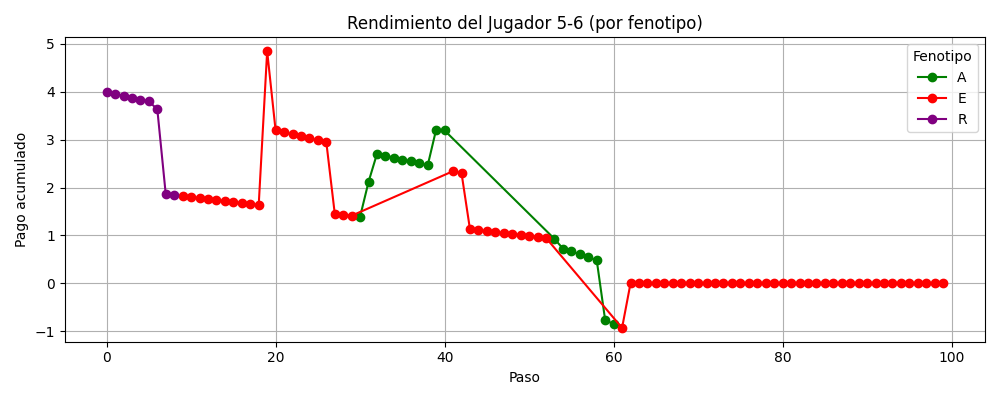 Rendimiento del Jugador 5-6 (por fenotipo)
Pago acumulado
5
4
3
2
1
0
−1
Fenotipo
A
E
R
0 20 40 60 80 100
Paso